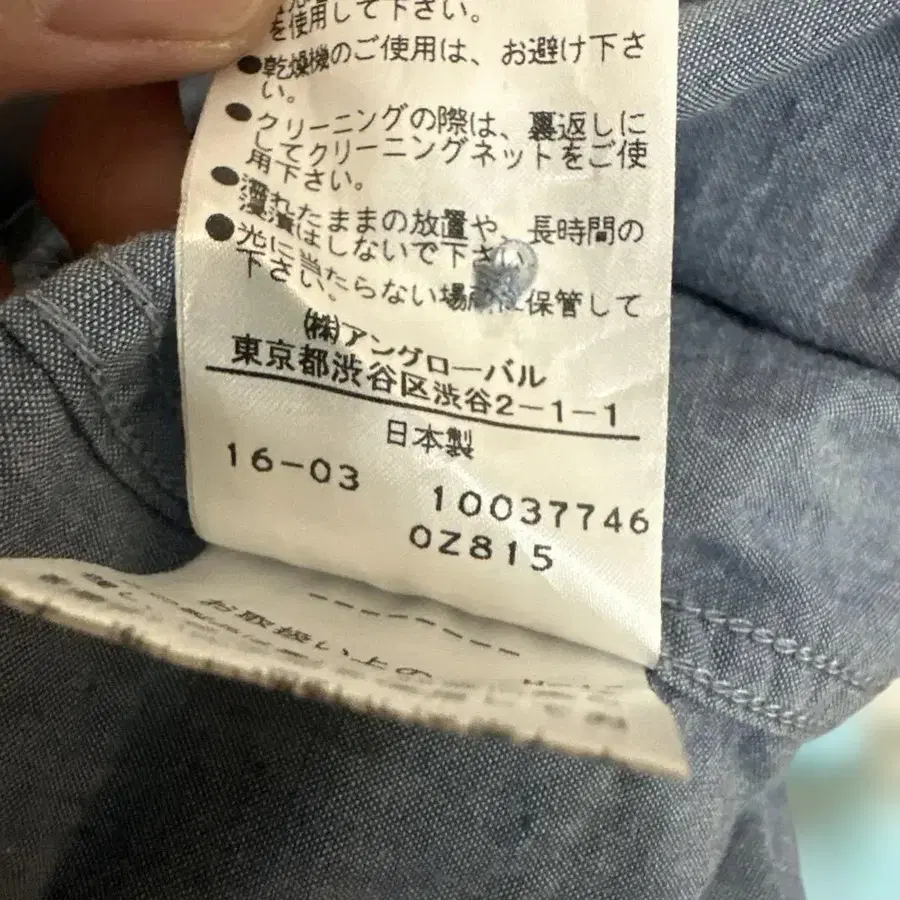 を使用して下さい。
●乾燥機のご使用は、お避け下さ
い。
●クリーニングの際は、裏返しに
してクリーニングネットをご使
用下さい。
●濡れたままの放置や、長時間の
浸漬はしないで下さい。
●光に当たらない場所に保管して
下さい。
㈱アングローバル
東京都渋谷区渋谷2-1-1
日本製
16-03 10037746
0Z815
お取扱い上の